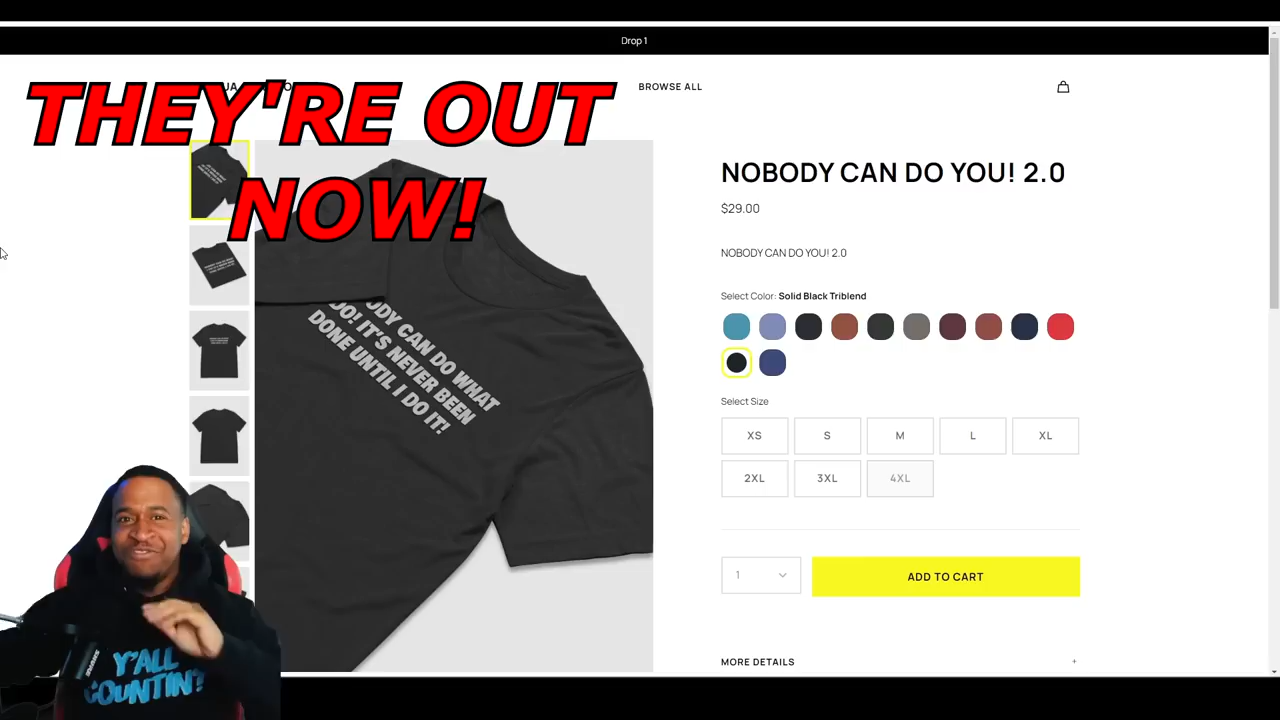 Drop 1
THEY'RE OUT
NOW!
BROWSE ALL
NOBODY CAN DO YOU! 2.0
$29.00
NOBODY CAN DO YOU! 2.0
Select Color: Solid Black Triblend
Select Size
XS S M L XL
2XL 3XL 4XL
1
ADD TO CART
MORE DETAILS +
ODY CAN DO WHAT
DO! IT'S NEVER BEEN
DONE UNTIL I DO IT!
Y'ALL
COUNTIN'?